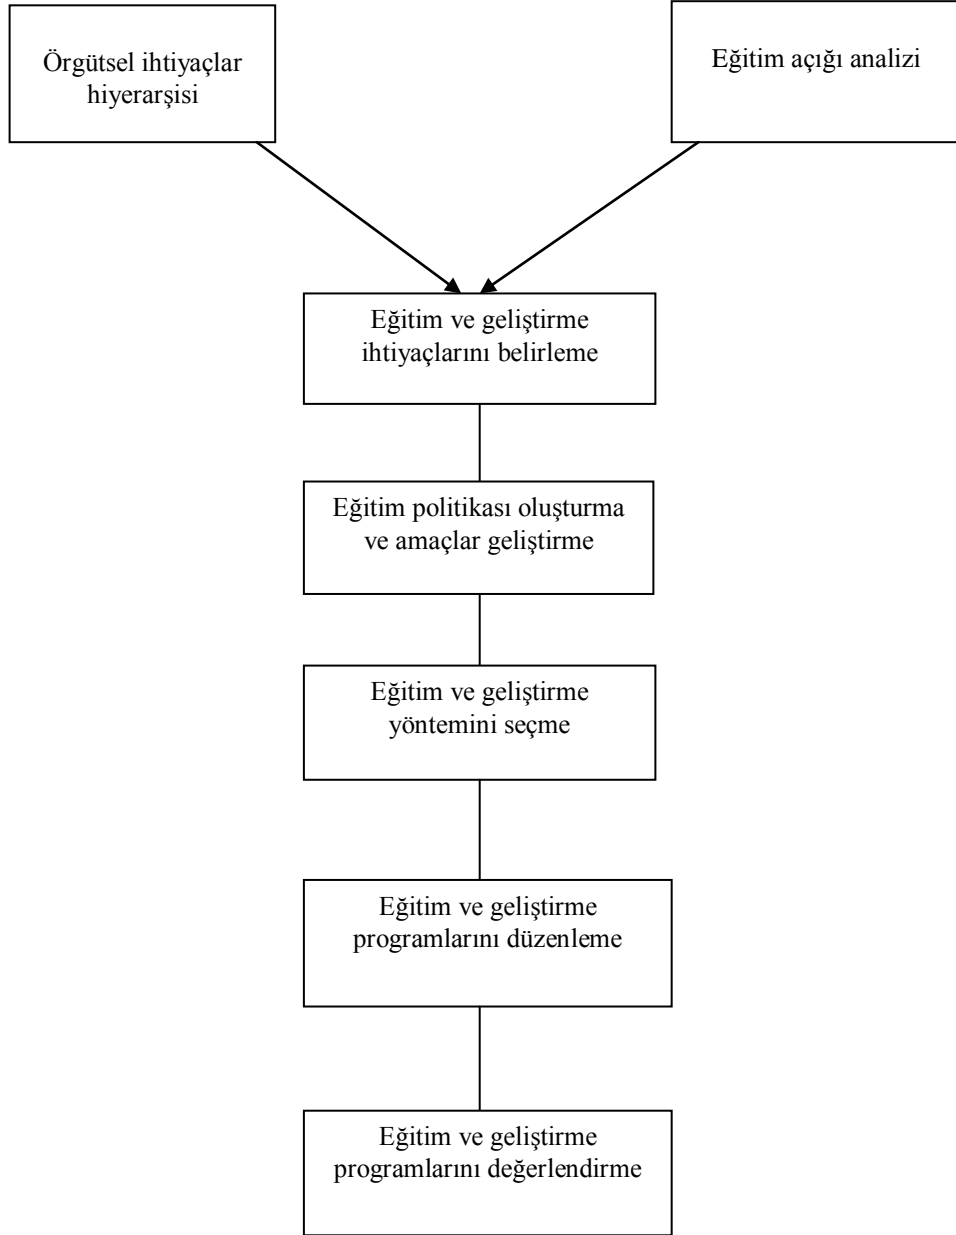 Örgütsel ihtiyaçlar
hiyerarşisi
Eğitim açığı analizi
Eğitim ve geliştirme
ihtiyaçlarını belirleme
Eğitim politikası oluşturma
ve amaçlar geliştirme
Eğitim ve geliştirme
yöntemini seçme
Eğitim ve geliştirme
programlarını düzenleme
Eğitim ve geliştirme
programlarını değerlendirme